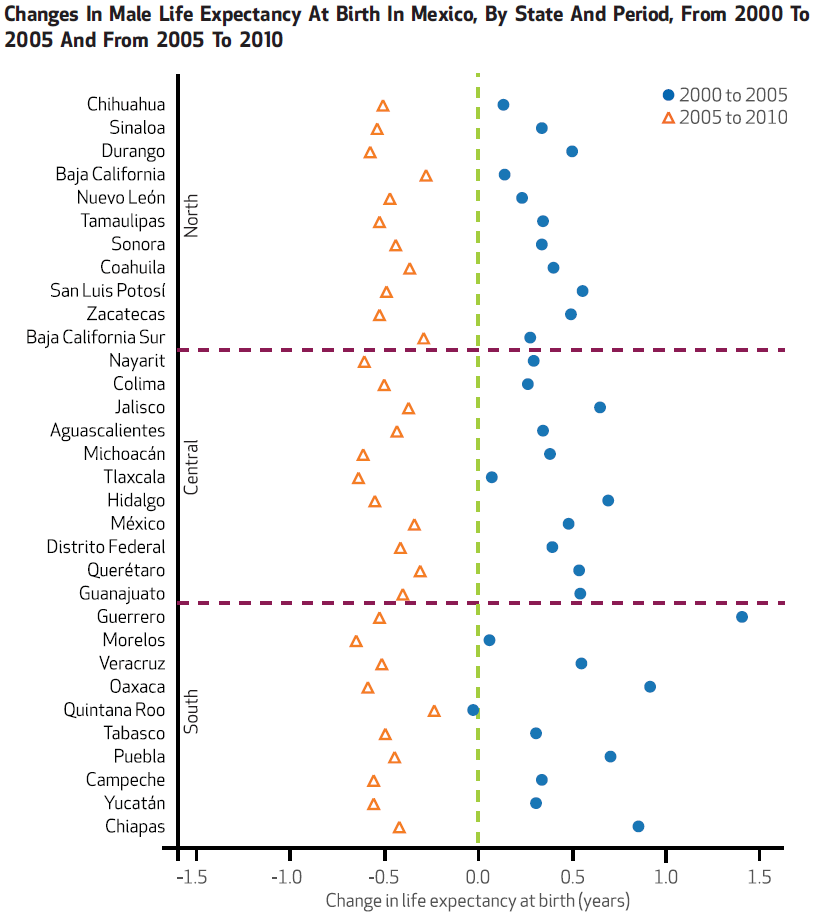 Changes In Male Life Expectancy At Birth In Mexico, By State And Period, From 2000 To
2005 And From 2005 To 2010
2000 to 2005
2005 to 2010
North
Chihuahua
Sinaloa
Durango
Baja California
Nuevo León
Tamaulipas
Sonora
Coahuila
San Luis Potosí
Zacatecas
Baja California Sur
Central
Nayarit
Colima
Jalisco
Aguascalientes
Michoacán
Tlaxcala
Hidalgo
México
Distrito Federal
Querétaro
Guanajuato
South
Guerrero
Morelos
Veracruz
Oaxaca
Quintana Roo
Tabasco
Puebla
Campeche
Yucatán
Chiapas
-1.5 -1.0 -0.5 0.0 0.5 1.0 1.5
Change in life expectancy at birth (years)